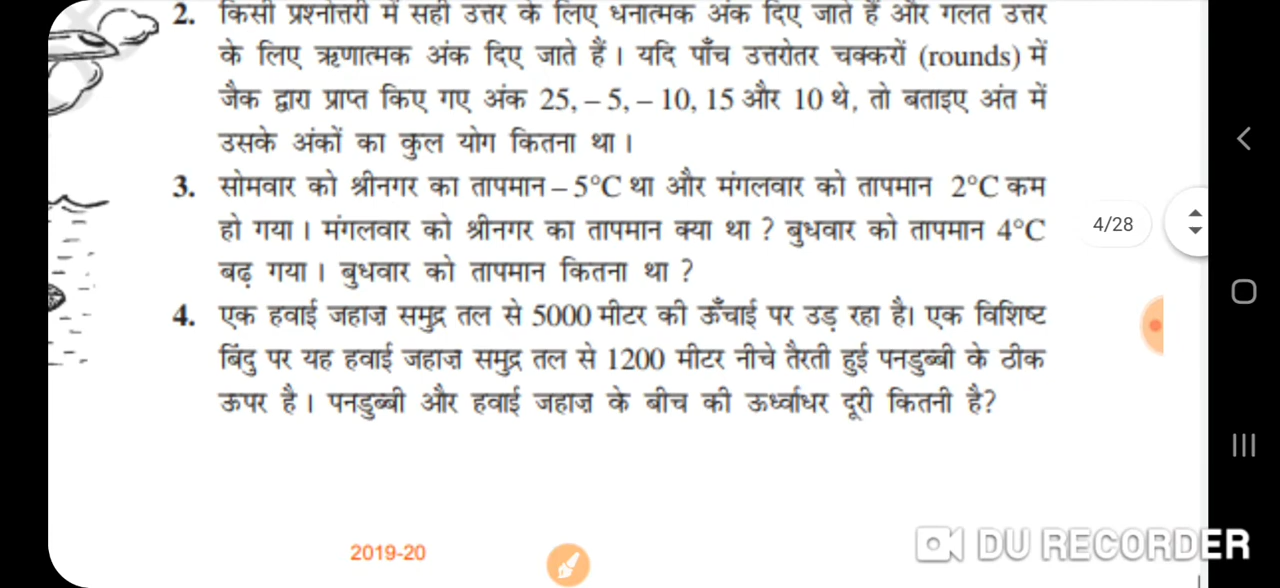 2. किसी प्रश्नोत्तरी में सही उत्तर के लिए धनात्मक अंक दिए जाते हैं और गलत उत्तर
के लिए ऋणात्मक अंक दिए जाते हैं। यदि पाँच उत्तरोतर चक्करों (rounds) में
जैक द्वारा प्राप्त किए गए अंक 25, – 5, – 10, 15 और 10 थे, तो बताइए अंत में
उसके अंकों का कुल योग कितना था।
3. सोमवार को श्रीनगर का तापमान – 5°C था और मंगलवार को तापमान 2°C कम
हो गया। मंगलवार को श्रीनगर का तापमान क्या था? बुधवार को तापमान 4°C
बढ़ गया। बुधवार को तापमान कितना था?
4/28
4. एक हवाई जहाज़ समुद्र तल से 5000 मीटर की ऊँचाई पर उड़ रहा है। एक विशिष्ट
बिंदु पर यह हवाई जहाज़ समुद्र तल से 1200 मीटर नीचे तैरती हुई पनडुब्बी के ठीक
ऊपर है। पनडुब्बी और हवाई जहाज़ के बीच की ऊर्ध्वाधर दूरी कितनी है?
2019-20
DU RECORDER